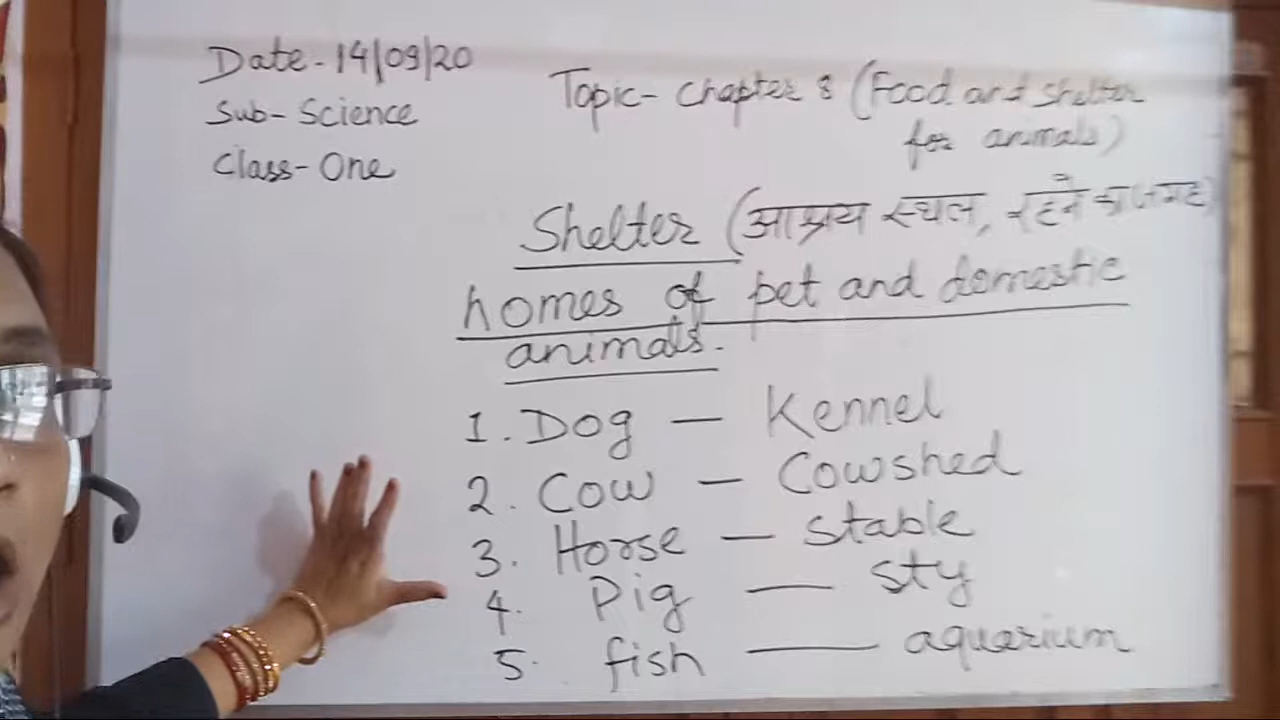 Date-14/09/20
Sub-Science
Class-One
Topic-Chapter 8 (Food and Shelter
for animals)
Shelter (आश्रय स्थल, रहने का जगह)
homes of pet and domestic
animals.
1. Dog — Kennel
2. Cow — Cowshed
3. Horse — Stable
4. Pig — sty
5. fish — aquarium